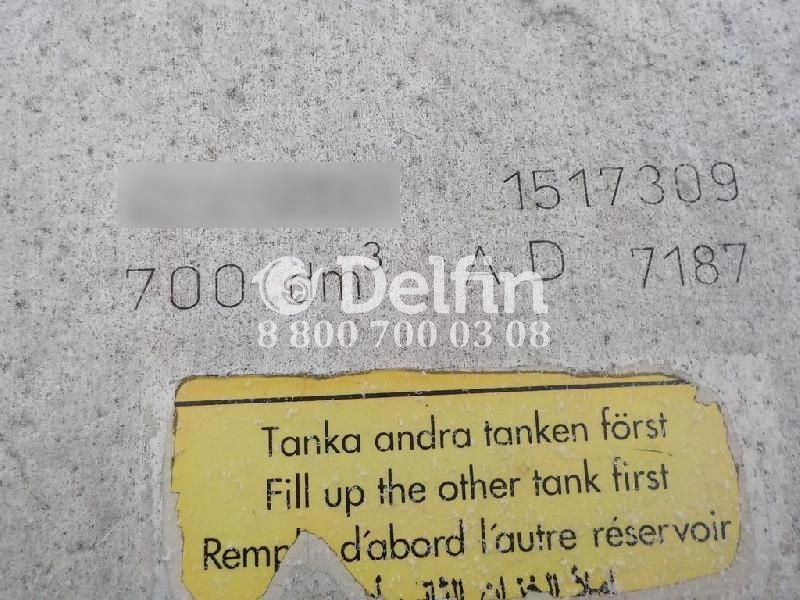 1517309
700 dm³ A D 7187
Delfin
8 800 700 03 08
Tanka andra tanken först
Fill up the other tank first
d'abord l'autre réservoir